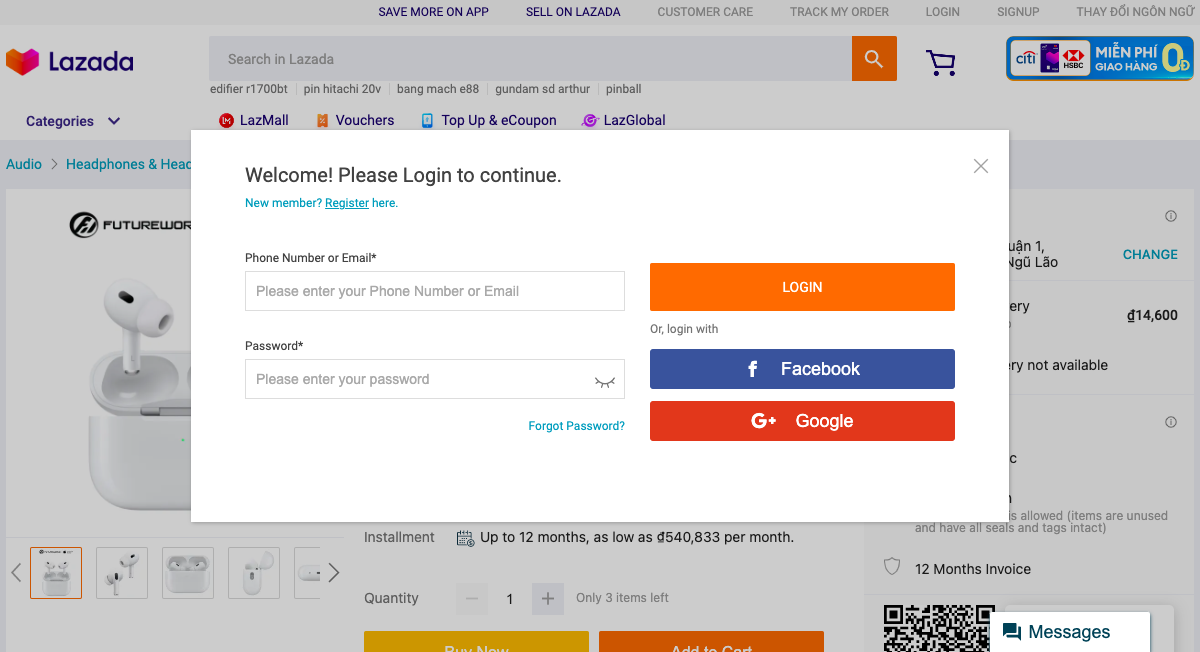 SAVE MORE ON APP
SELL ON LAZADA
CUSTOMER CARE
TRACK MY ORDER
LOGIN
SIGNUP
THAY ĐỔI NGÔN NGỮ
Lazada
Search in Lazada
citi
HSBC
MIỄN PHÍ
GIAO HÀNG
0Đ
edifier r1700bt
pin hitachi 20v
bang mach e88
gundam sd arthur
pinball
Categories
LazMall
Vouchers
Top Up & eCoupon
LazGlobal
Audio
Headphones & Head
FUTUREWOR
Welcome! Please Login to continue.
New member? Register here.
Phone Number or Email*
Please enter your Phone Number or Email
Password*
Please enter your password
Forgot Password?
LOGIN
Or, login with
Facebook
G+ Google
uận 1,
Ngũ Lão
CHANGE
ery
₫14,600
ery not available
is allowed (items are unused
and have all seals and tags intact)
12 Months Invoice
Installment
Up to 12 months, as low as ₫540,833 per month.
Quantity
1
Only 3 items left
Buy Now
Add to Cart
Messages